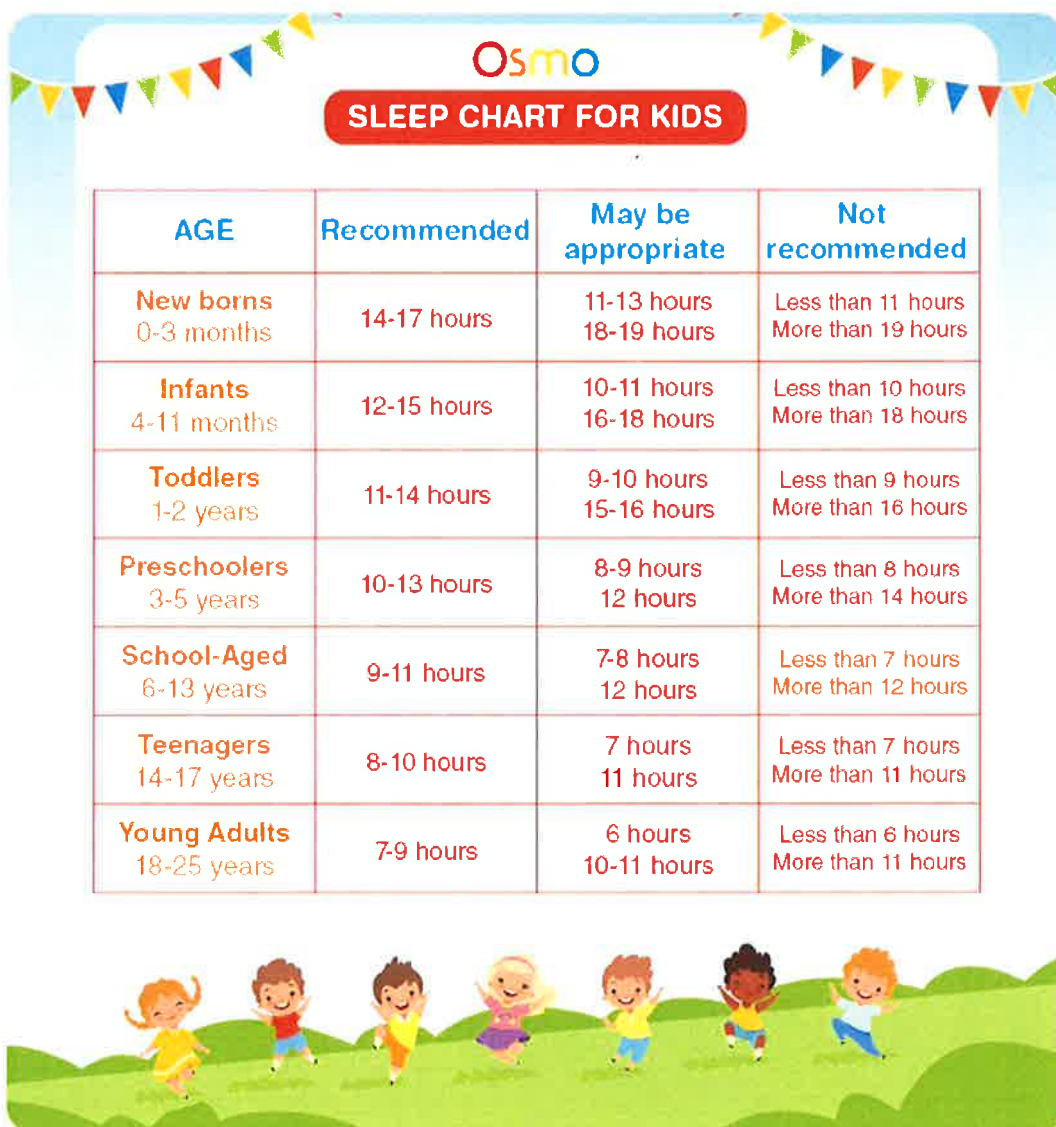 Osmo
SLEEP CHART FOR KIDS
AGE
Recommended
May be
appropriate
Not
recommended
New borns
0-3 months
14-17 hours
11-13 hours
18-19 hours
Less than 11 hours
More than 19 hours
Infants
4-11 months
12-15 hours
10-11 hours
16-18 hours
Less than 10 hours
More than 18 hours
Toddlers
1-2 years
11-14 hours
9-10 hours
15-16 hours
Less than 9 hours
More than 16 hours
Preschoolers
3-5 years
10-13 hours
8-9 hours
12 hours
Less than 8 hours
More than 14 hours
School-Aged
6-13 years
9-11 hours
7-8 hours
12 hours
Less than 7 hours
More than 12 hours
Teenagers
14-17 years
8-10 hours
7 hours
11 hours
Less than 7 hours
More than 11 hours
Young Adults
18-25 years
7-9 hours
6 hours
10-11 hours
Less than 6 hours
More than 11 hours